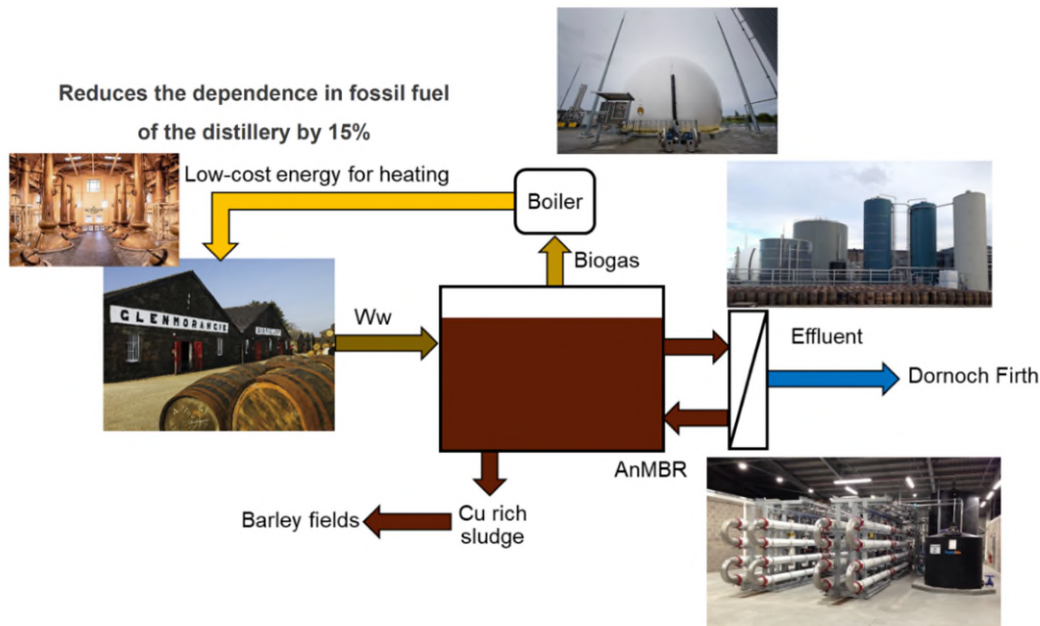 Reduces the dependence in fossil fuel
of the distillery by 15%
Low-cost energy for heating
Boiler
Biogas
GLENMORANGIE
Ww
Effluent
Dornoch Firth
AnMBR
Cu rich
sludge
Barley fields